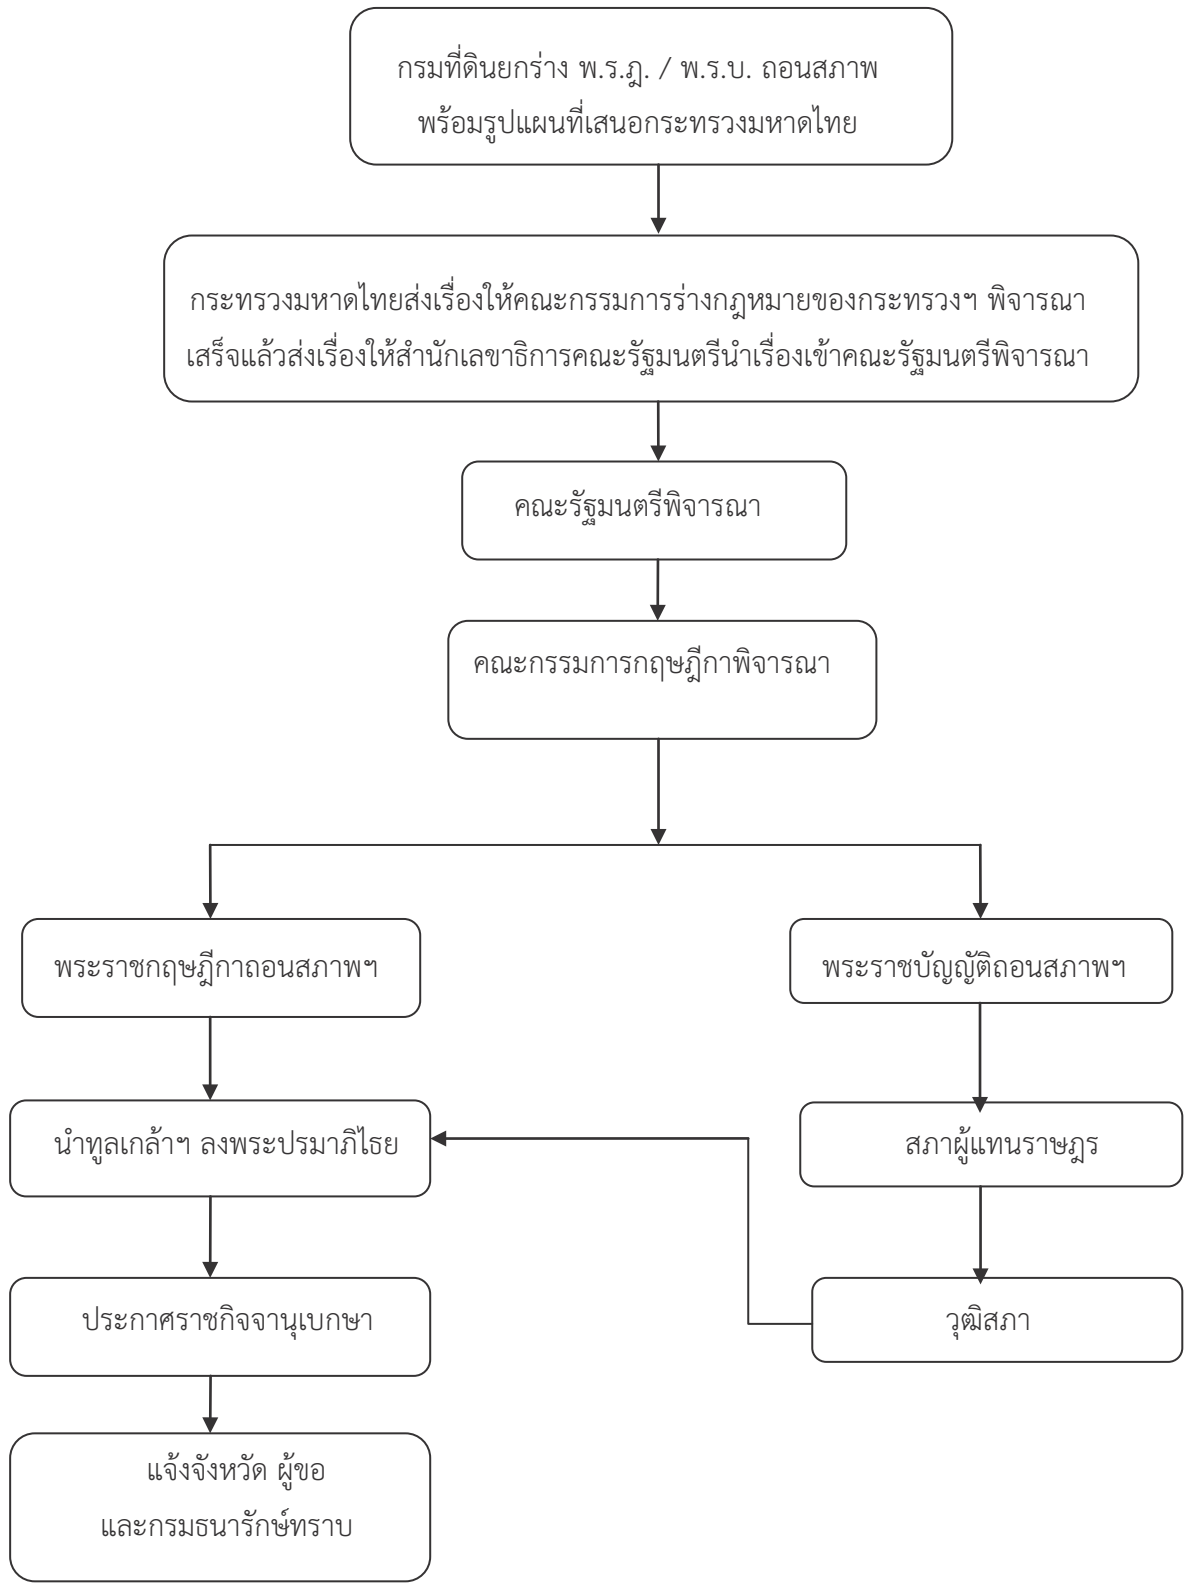 กรมที่ดินยกร่าง พ.ร.ฎ. / พ.ร.บ. ถอนสภาพ
พร้อมรูปแผนที่เสนอกระทรวงมหาดไทย
กระทรวงมหาดไทยส่งเรื่องให้คณะกรรมการร่างกฎหมายของกระทรวงฯ พิจารณา
เสร็จแล้วส่งเรื่องให้สำนักเลขาธิการคณะรัฐมนตรีนำเรื่องเข้าคณะรัฐมนตรีพิจารณา
คณะรัฐมนตรีพิจารณา
คณะกรรมการกฤษฎีกาพิจารณา
พระราชกฤษฎีกาถอนสภาพฯ
พระราชบัญญัติถอนสภาพฯ
นำทูลเกล้าฯ ลงพระปรมาภิไธย
สภาผู้แทนราษฎร
ประกาศราชกิจจานุเบกษา
วุฒิสภา
แจ้งจังหวัด ผู้ขอ
และกรมธนารักษ์ทราบ